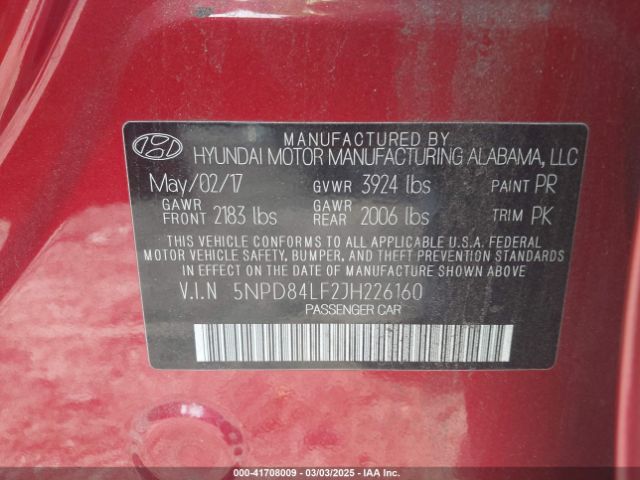 MANUFACTURED BY
HYUNDAI MOTOR MANUFACTURING ALABAMA, LLC
May/02/17 GVWR 3924 lbs PAINT PR
GAWR FRONT 2183 lbs GAWR REAR 2006 lbs TRIM PK
THIS VEHICLE CONFORMS TO ALL APPLICABLE U.S.A. FEDERAL
MOTOR VEHICLE SAFETY, BUMPER, AND THEFT PREVENTION STANDARDS
IN EFFECT ON THE DATE OF MANUFACTURE SHOWN ABOVE
V.I.N 5NPD84LF2JH226160
PASSENGER CAR
000-41708009 — 03/03/2025 — IAA Inc.